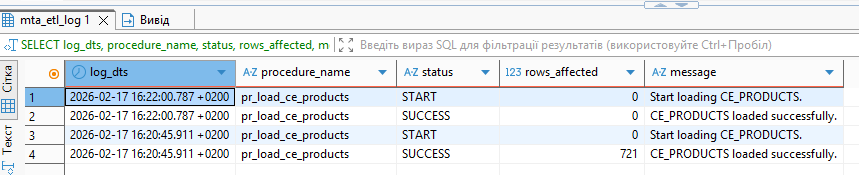 mta_etl_log 1 Вивід
SELECT log_dts, procedure_name, status, rows_affected, m Введіть вираз SQL для фільтрації результатів (використовуйте Ctrl+Пробіл)
Сітка
Текст
log_dts A-Z procedure_name A-Z status 123 rows_affected A-Z message
1 2026-02-17 16:22:00.787 +0200 pr_load_ce_products START 0 Start loading CE_PRODUCTS.
2 2026-02-17 16:22:00.787 +0200 pr_load_ce_products SUCCESS 0 CE_PRODUCTS loaded successfully.
3 2026-02-17 16:20:45.911 +0200 pr_load_ce_products START 0 Start loading CE_PRODUCTS.
4 2026-02-17 16:20:45.911 +0200 pr_load_ce_products SUCCESS 721 CE_PRODUCTS loaded successfully.